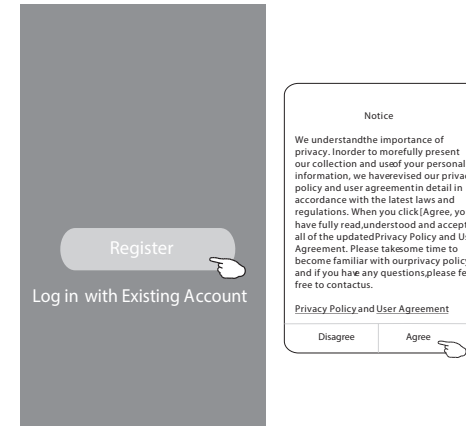 Register
Log in with Existing Account
Notice
We understandthe importance of
privacy. Inorder to morefully present
our collection and useof your personal
information, we haverevised our
policy and user agreementin detail in
accordance with the latest laws and
regulations. When you click[Agree,
have fully read,understood and accept
all of the updatedPrivacy Policy and
Agreement. Please takesome time to
become familiar with ourprivacy policy
and if you have any questions,please
free to contactus.
Privacy Policy and User Agreement
Disagree
Agree